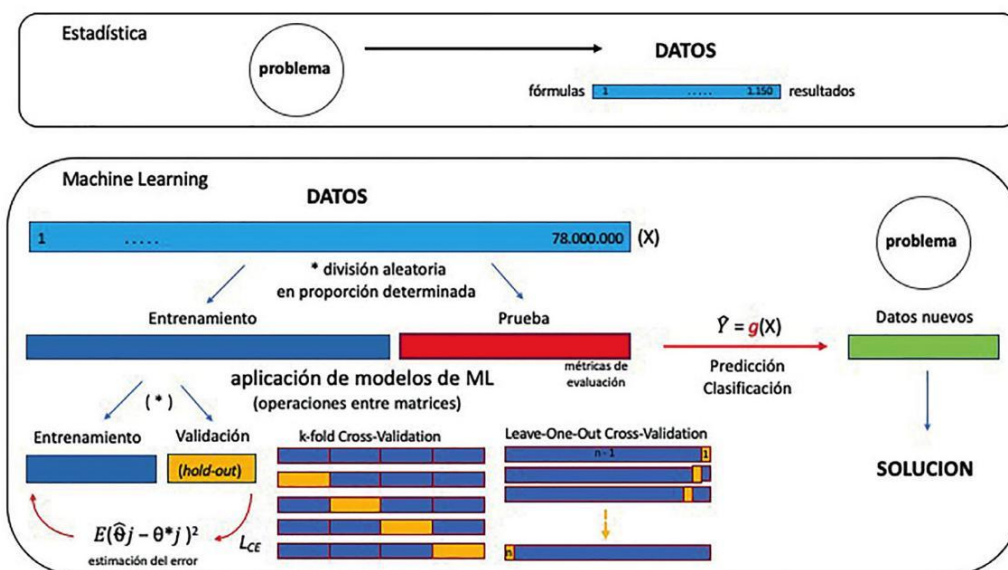 Estadística
problema
DATOS
fórmulas 1 ..... 1.150 resultados
Machine Learning
DATOS
1 ..... 78.000.000 (X)
problema
* división aleatoria
en proporción determinada
Entrenamiento
Prueba
Ŷ = g(X)
Datos nuevos
métricas de
evaluación
Predicción
Clasificación
aplicación de modelos de ML
(operaciones entre matrices)
( * )
Entrenamiento
Validación
(hold-out)
k-fold Cross-Validation
Leave-One-Out Cross-Validation
n - 1 1
SOLUCION
E(θ̂j – θ*j)²
estimación del error
L_CE
n